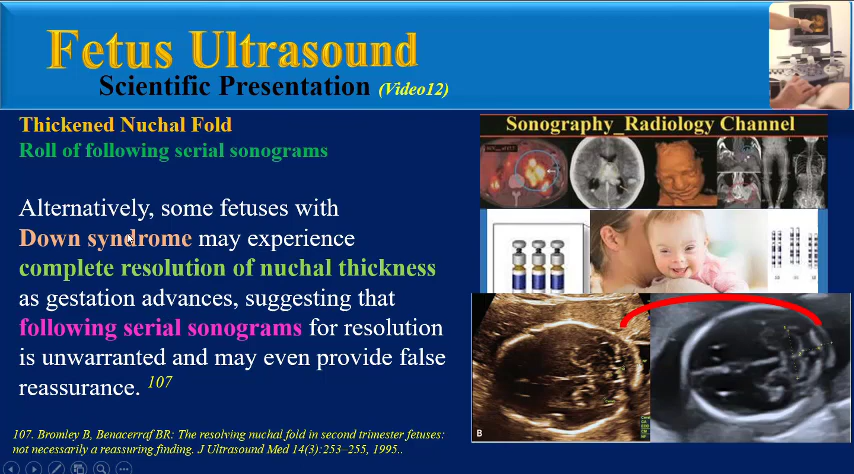 Fetus Ultrasound
Scientific Presentation (Video12)
Thickened Nuchal Fold
Roll of following serial sonograms
Alternatively, some fetuses with
Down syndrome may experience
complete resolution of nuchal thickness
as gestation advances, suggesting that
following serial sonograms for resolution
is unwarranted and may even provide false
reassurance. 107
107. Bromley B, Benacerraf BR: The resolving nuchal fold in second trimester fetuses:
not necessarily a reassuring finding. J Ultrasound Med 14(3):253–255, 1995..
Sonography_Radiology Channel
B